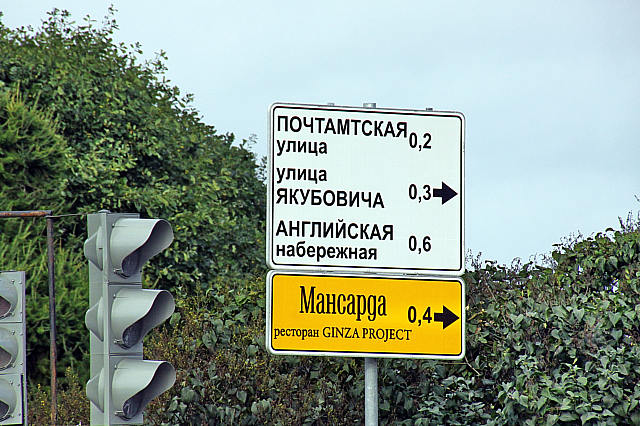 ПОЧТАМТСКАЯ 0,2
улица
улица
ЯКУБОВИЧА 0,3
АНГЛИЙСКАЯ 0,6
набережная
Мансарда 0,4
ресторан GINZA PROJECT